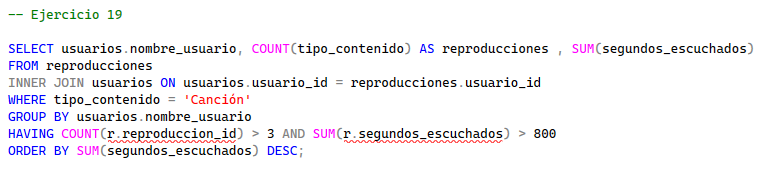 -- Ejercicio 19
SELECT usuarios.nombre_usuario, COUNT(tipo_contenido) AS reproducciones , SUM(segundos_escuchados)
FROM reproducciones
INNER JOIN usuarios ON usuarios.usuario_id = reproducciones.usuario_id
WHERE tipo_contenido = 'Canción'
GROUP BY usuarios.nombre_usuario
HAVING COUNT(r.reproduccion_id) > 3 AND SUM(r.segundos_escuchados) > 800
ORDER BY SUM(segundos_escuchados) DESC;